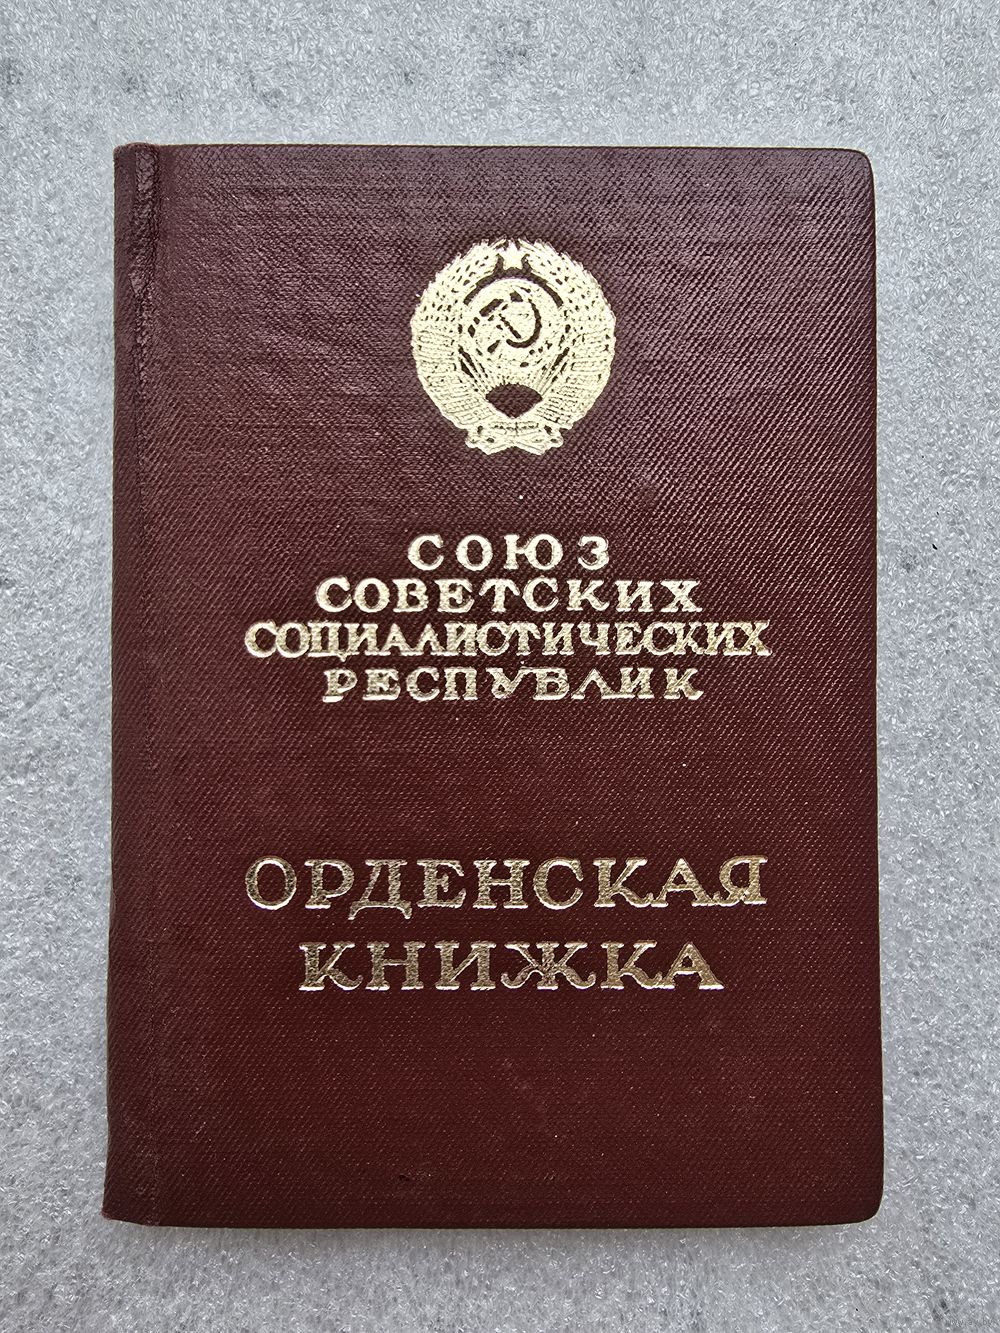 СОЮЗ
СОВЕТСКИХ
СОЦИАЛИСТИЧЕСКИХ
РЕСПУБЛИК
ОРДЕНСКАЯ
КНИЖКА